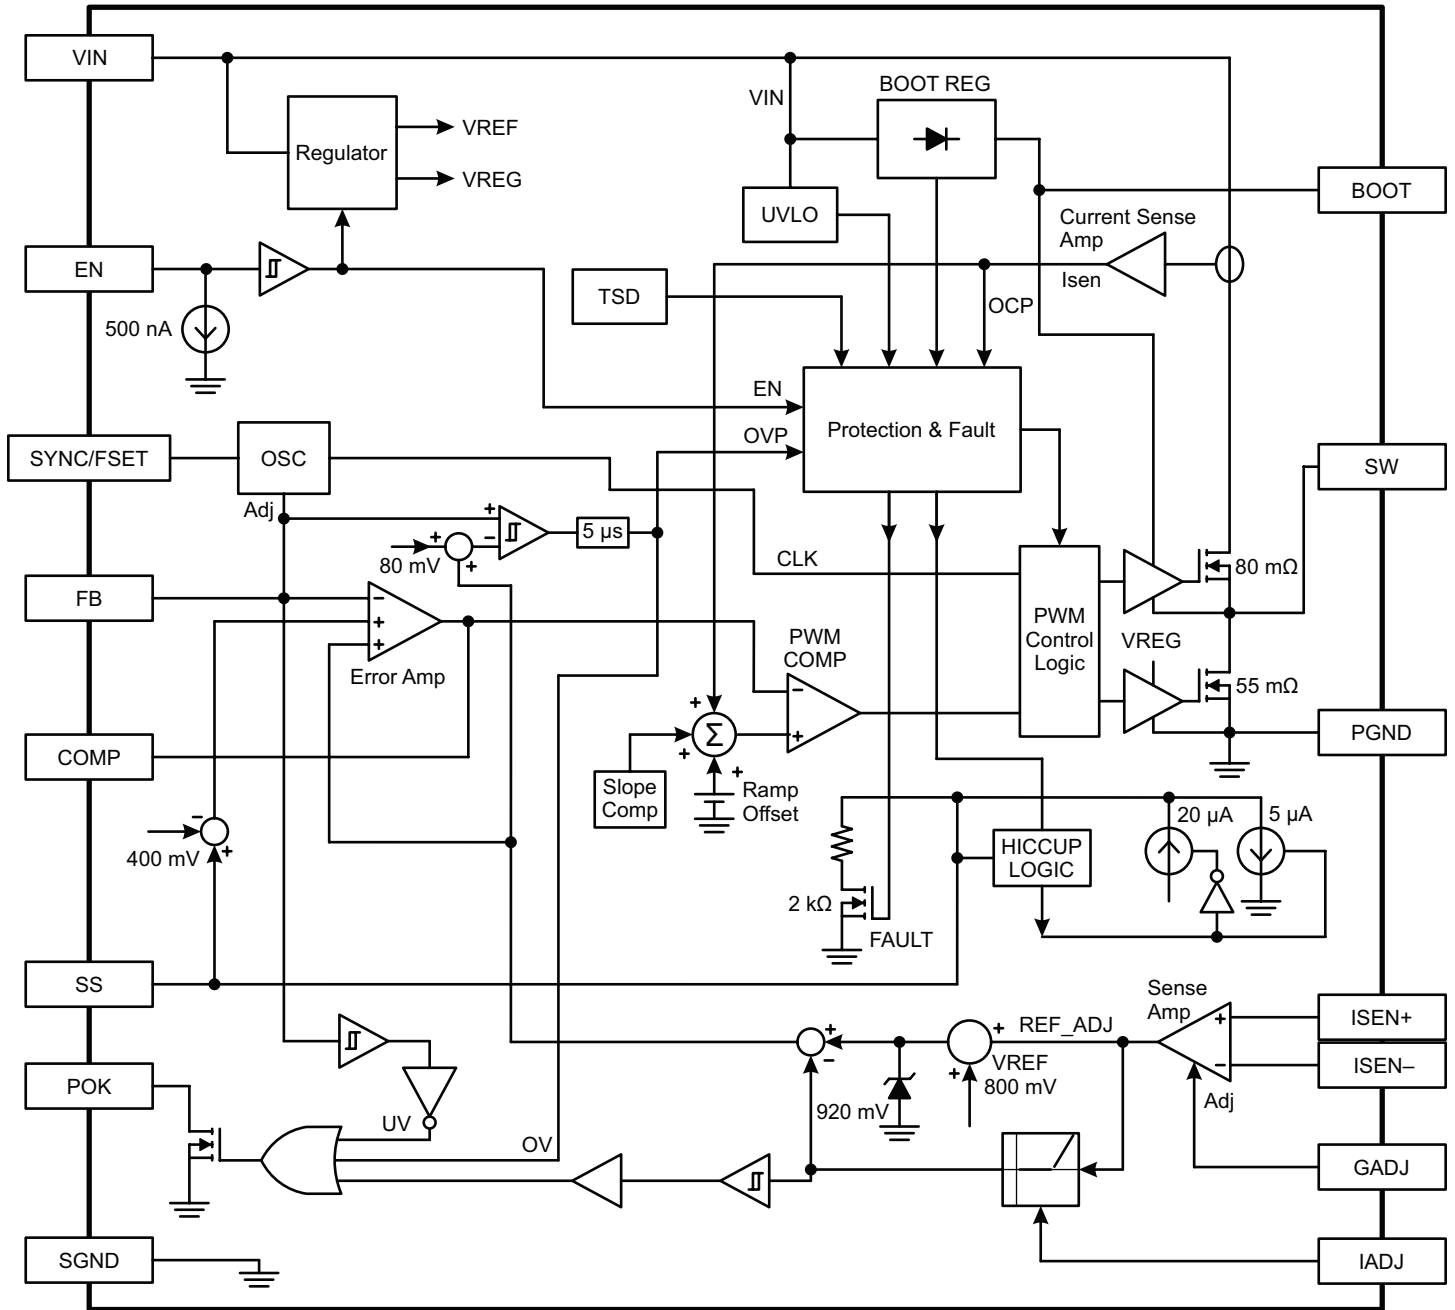 VIN
BOOT REG
VIN
VREF
Regulator
VREG
BOOT
UVLO
Current Sense
Amp
EN
Isen
TSD
OCP
500 nA
EN
Protection & Fault
OVP
SYNC/FSET
OSC
SW
Adj
+
–
5 µs
+
80 mV
+
CLK
80 mΩ
FB
–
+
+
Error Amp
PWM
COMP
PWM
Control
Logic
VREG
–
55 mΩ
+
Σ
+
+
PGND
COMP
+
Slope
Comp
Ramp
Offset
–
400 mV
+
20 µA
5 µA
HICCUP
LOGIC
2 kΩ
FAULT
SS
Sense
Amp
+
ISEN+
+
–
+
REF_ADJ
VREF
800 mV
+
–
ISEN–
POK
920 mV
Adj
UV
OV
GADJ
SGND
IADJ